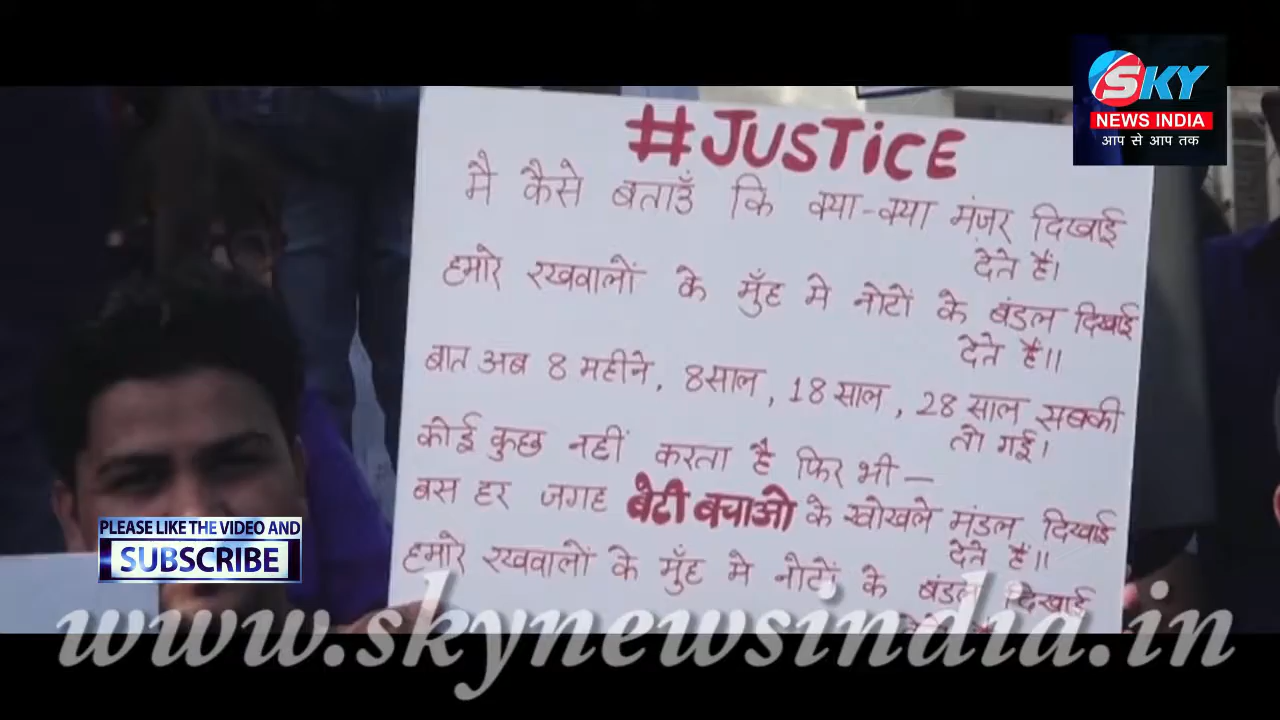 SKY
NEWS INDIA
आप से आप तक
#JUSTiCE
मै कैसे बताउँ कि क्या-क्या मंज़र दिखाई
देते हैं।
हमारे रखवालों के मुँह मे नोटों के बंडल दिखाई
देते हैं।।
बात अब 8 महीने, 8साल, 18 साल, 28 साल सबकी
तो गई।
कोई कुछ नहीं करता है फिर भी —
बस हर जगह बेटी बचाओ के खोखले मंडल दिखाई
देते हैं।।
हमारे रखवालों के मुँह मे नोटों के बंडल दिखाई
PLEASE LIKE THE VIDEO AND
SUBSCRIBE
www.skynewsindia.in